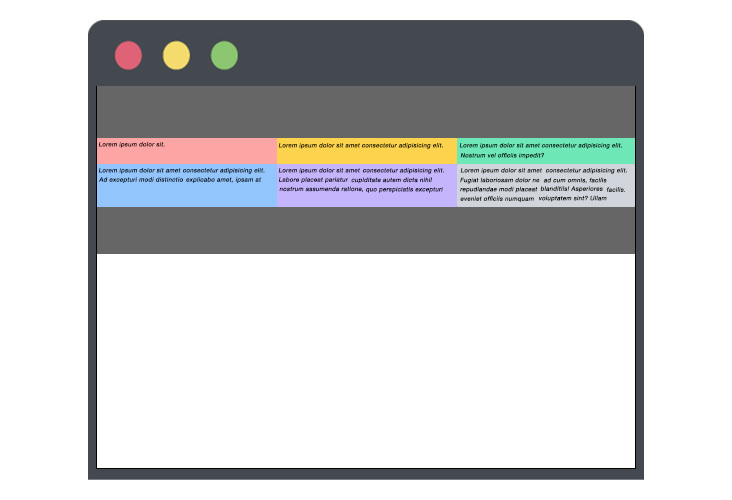 Lorem ipsum dolor sit.
Lorem ipsum dolor sit amet consectetur adipisicing elit.
Lorem ipsum dolor sit amet consectetur adipisicing elit.
Nostrum vel officiis impedit?
Lorem ipsum dolor sit amet consectetur adipisicing elit.
Ad excepturi modi distinctio explicabo amet, ipsam at
Lorem ipsum dolor sit amet consectetur adipisicing elit.
Labore placeat pariatur cupiditate autem dicta nihil
nostrum assumenda ratione, quo perspiciatis excepturi
Lorem ipsum dolor sit amet consectetur adipisicing elit.
Fugiat laboriosam dolor ne ad cum omnis, facilis
repudiandae modi placeat blanditiis! Asperiores facilis.
eveniet officiis numquam voluptatem sint? Ullam